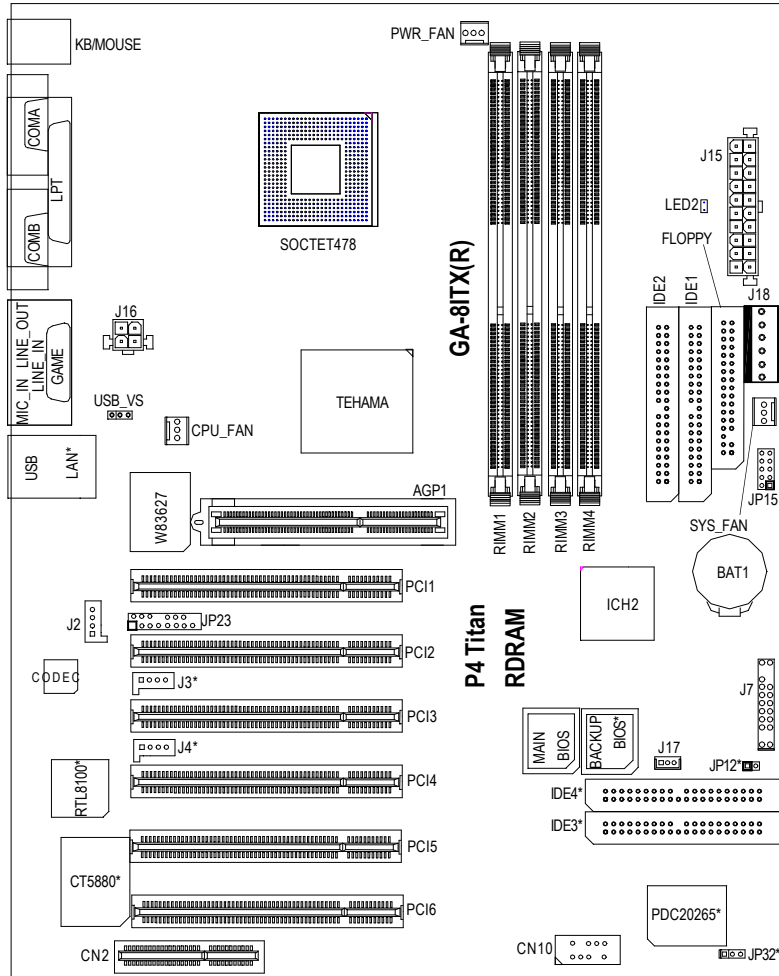 KB/MOUSE
PWR_FAN
COMA
LPT
COMB
SOCTET478
J15
LED2
FLOPPY
IDE2
IDE1
J18
GA-8ITX(R)
MIC_IN LINE_OUT
LINE_IN
GAME
J16
USB_VS
CPU_FAN
TEHAMA
USB
LAN*
W83627
AGP1
RIMM1
RIMM2
RIMM3
RIMM4
JP15
SYS_FAN
BAT1
PCI1
ICH2
J2
JP23
PCI2
P4 Titan
RDRAM
CODEC
J3*
PCI3
J7
MAIN
BIOS
BACKUP
BIOS*
J4*
J17
JP12*
RTL8100*
PCI4
IDE4*
IDE3*
PCI5
CT5880*
PCI6
PDC20265*
CN2
CN10
JP32*